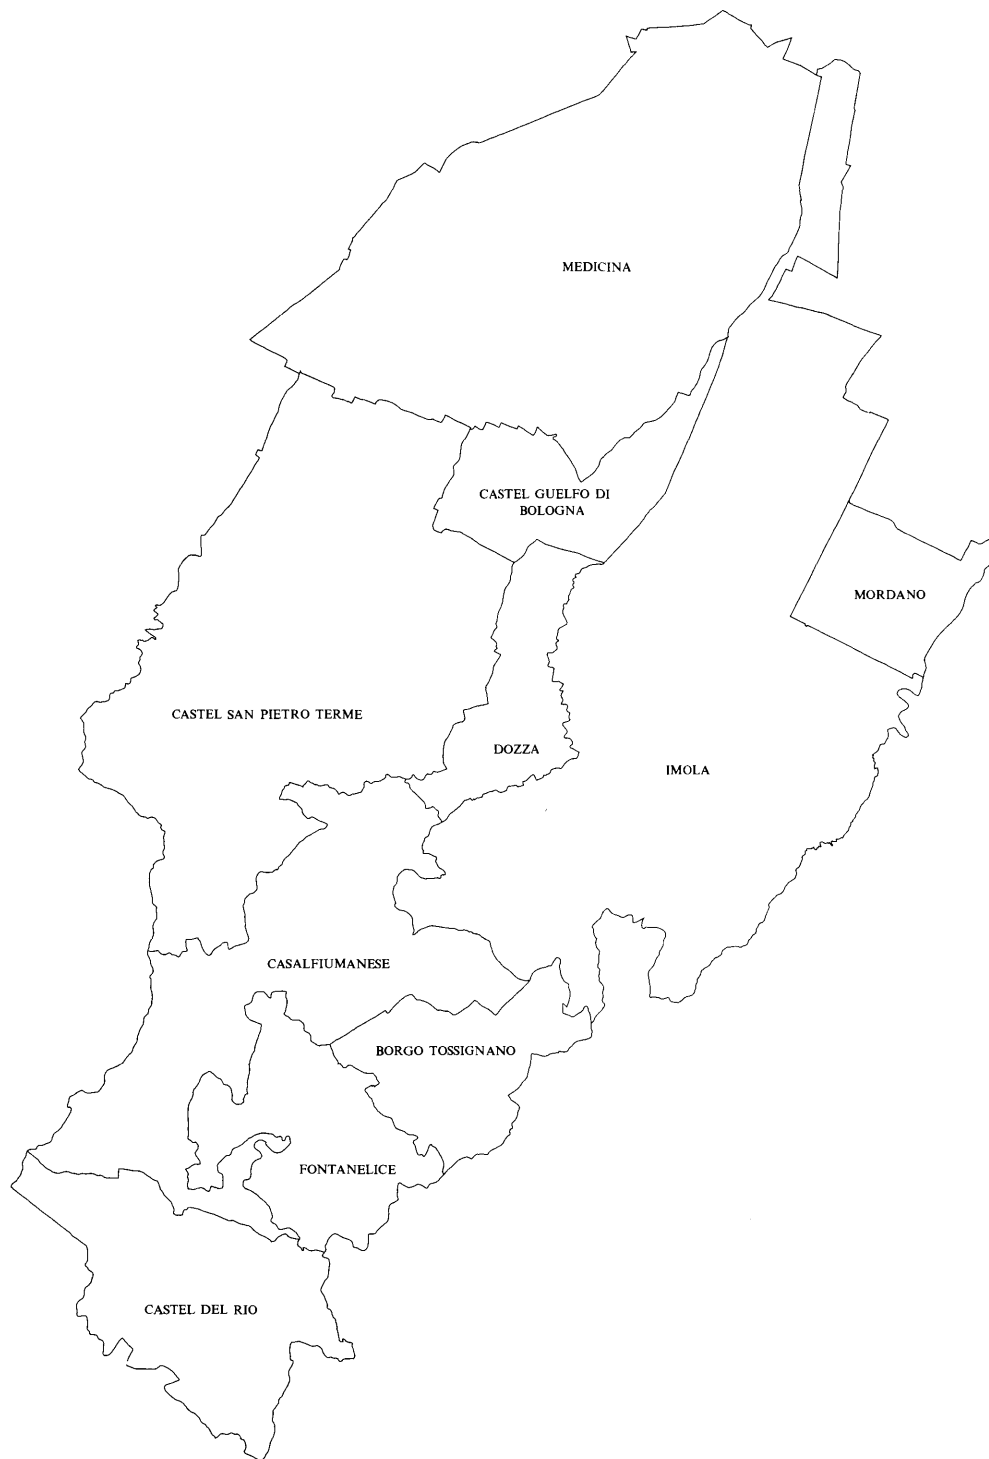 MEDICINA
CASTEL GUELFO DI
BOLOGNA
MORDANO
CASTEL SAN PIETRO TERME
DOZZA
IMOLA
CASALFIUMANESE
BORGO TOSSIGNANO
FONTANELICE
CASTEL DEL RIO